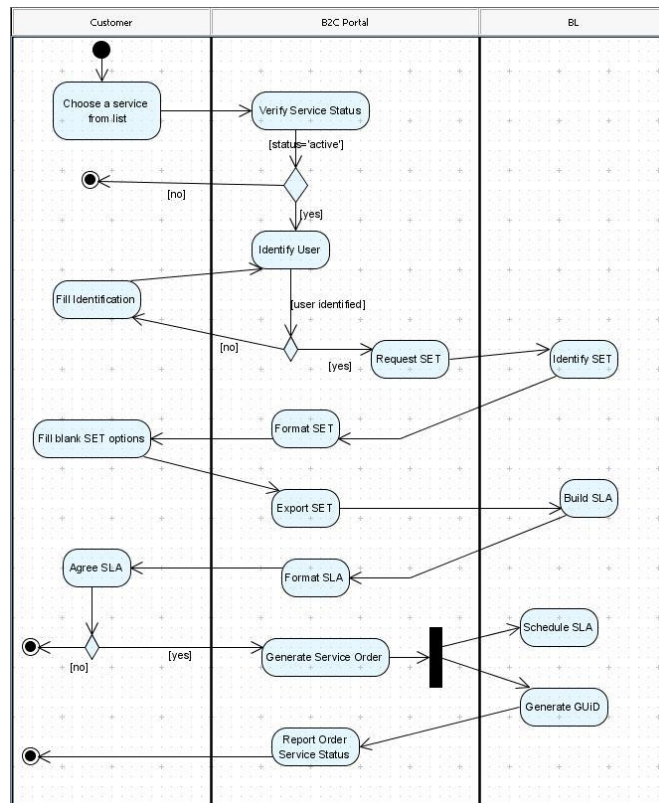 Customer
B2C Portal
BL
Choose a service
from list
Verify Service Status
[status='active']
[no]
[yes]
Identify User
Fill Identification
[user identified]
[no]
[yes]
Request SET
Identify SET
Format SET
Fill blank SET options
Export SET
Build SLA
Agree SLA
Format SLA
Schedule SLA
[no]
[yes]
Generate Service Order
Generate GUiD
Report Order
Service Status